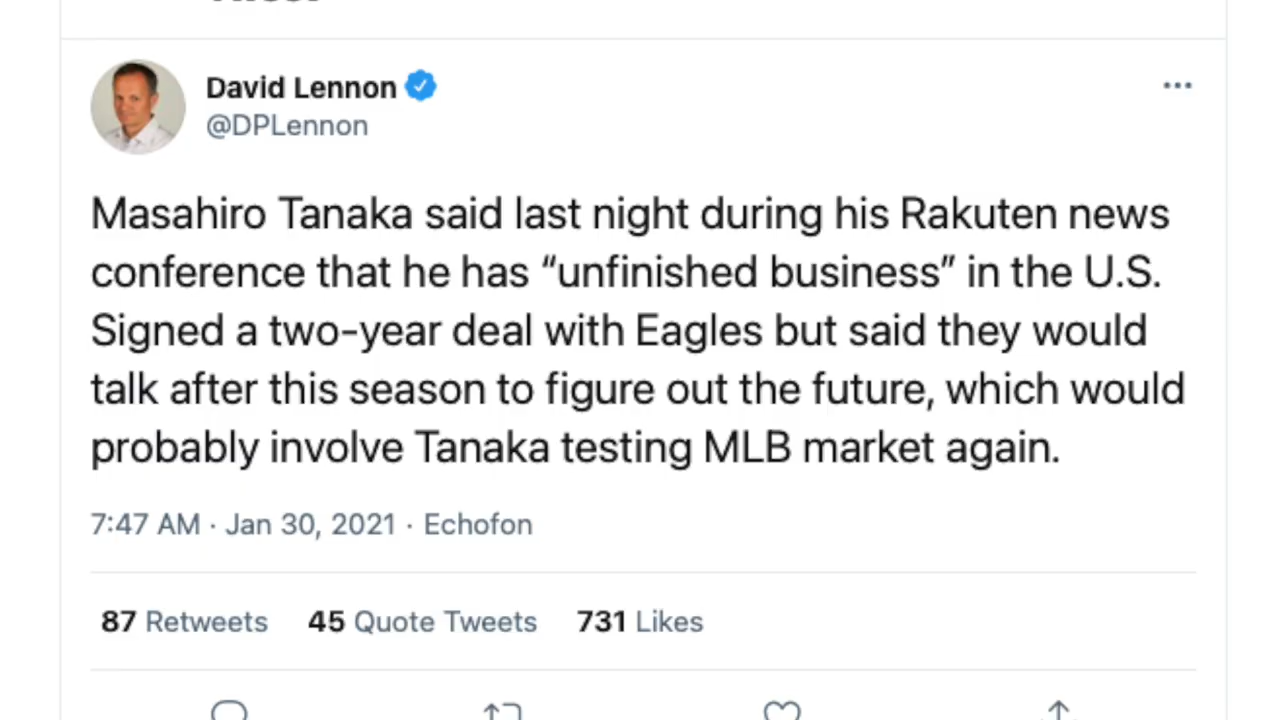 David Lennon
@DPLennon
Masahiro Tanaka said last night during his Rakuten news
conference that he has “unfinished business” in the U.S.
Signed a two-year deal with Eagles but said they would
talk after this season to figure out the future, which would
probably involve Tanaka testing MLB market again.
7:47 AM · Jan 30, 2021 · Echofon
87 Retweets 45 Quote Tweets 731 Likes